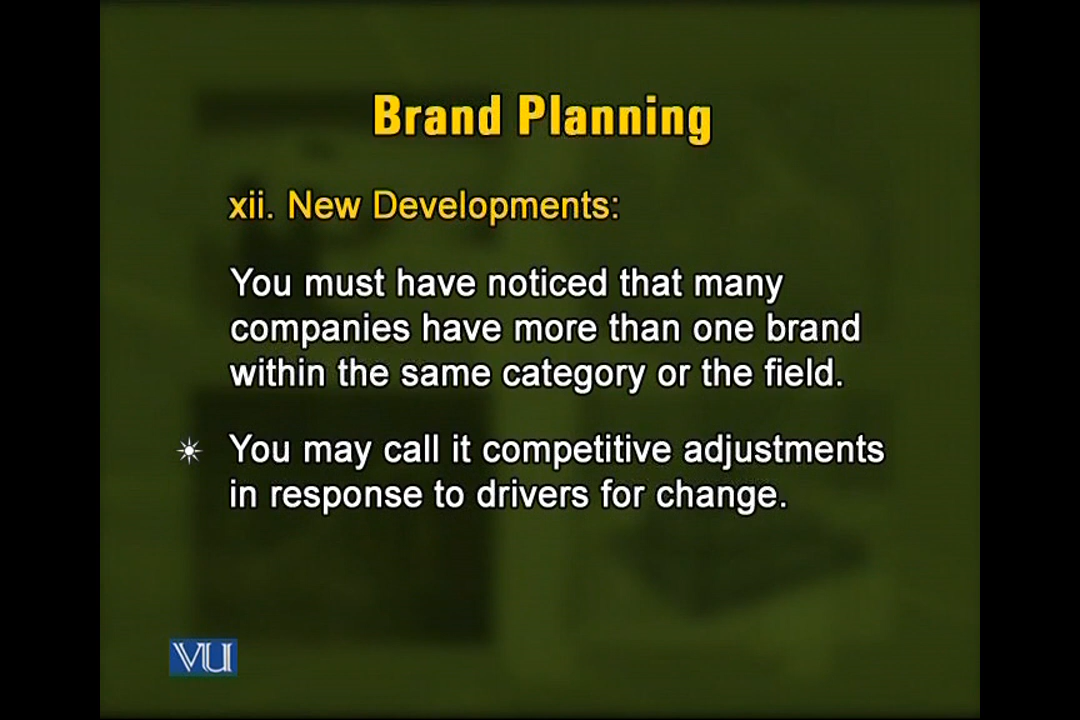 Brand Planning
xii. New Developments:
You must have noticed that many
companies have more than one brand
within the same category or the field.
You may call it competitive adjustments
in response to drivers for change.
VU